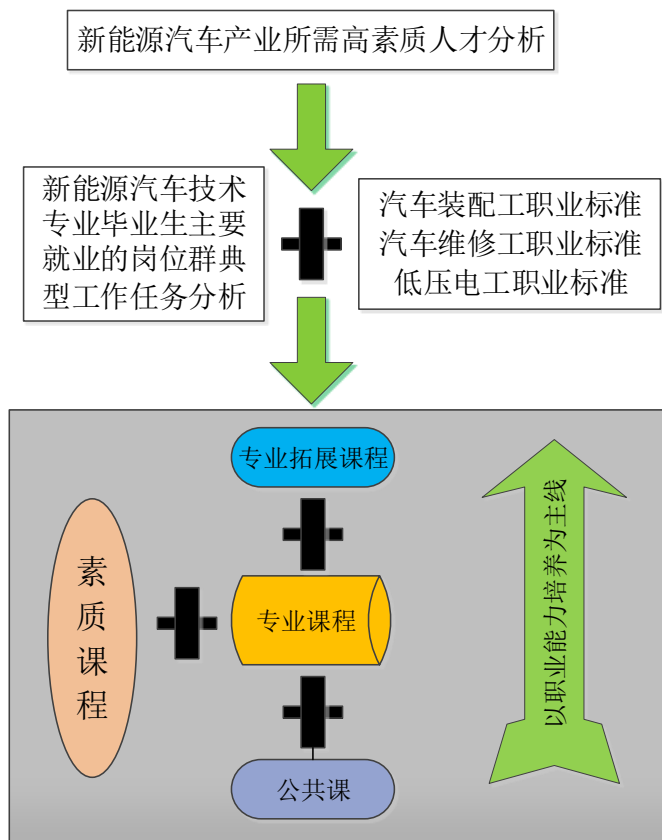 新能源汽车产业所需高素质人才分析
新能源汽车技术
专业毕业生主要
就业的岗位群典
型工作任务分析
汽车装配工职业标准
汽车维修工职业标准
低压电工职业标准
专业拓展课程
素质课程
专业课程
公共课
以职业能力培养为主线